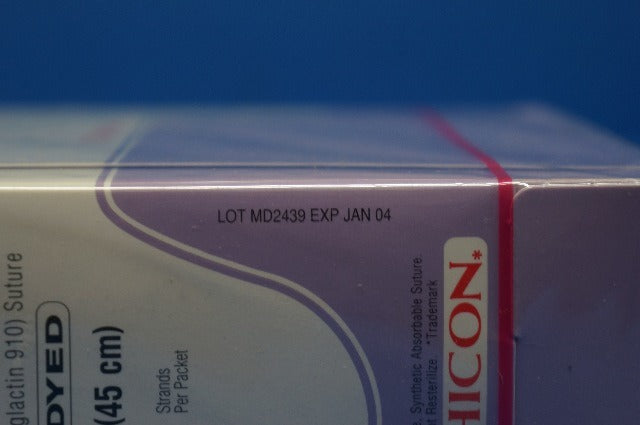 LOT MD2439 EXP JAN 04
glactin 910) Suture
DYED
(45 cm)
Strands
Per Packet
Synthetic Absorbable Suture.
Resterilize *Trademark
HICON.*